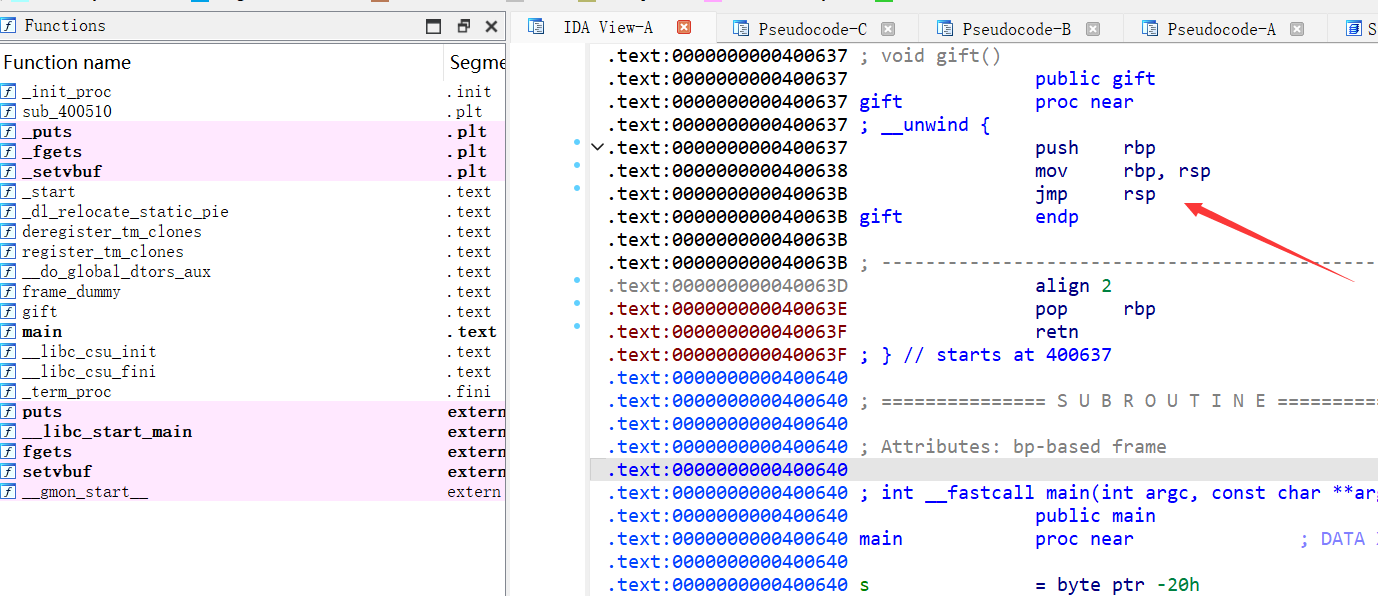 Functions
Function name Segme
_init_proc .init
sub_400510 .plt
_puts .plt
_fgets .plt
_setvbuf .plt
_start .text
_dl_relocate_static_pie .text
deregister_tm_clones .text
register_tm_clones .text
__do_global_dtors_aux .text
frame_dummy .text
gift .text
main .text
__libc_csu_init .text
__libc_csu_fini .text
_term_proc .fini
puts extern
__libc_start_main extern
fgets extern
setvbuf extern
__gmon_start__ extern
IDA View-A Pseudocode-C Pseudocode-B Pseudocode-A S
.text:0000000000400637 ; void gift()
.text:0000000000400637 public gift
.text:0000000000400637 gift proc near
.text:0000000000400637 ; __unwind {
.text:0000000000400637 push rbp
.text:0000000000400638 mov rbp, rsp
.text:000000000040063B jmp rsp
.text:000000000040063B gift endp
.text:000000000040063B
.text:000000000040063B ; ---------------------------------------------
.text:000000000040063D align 2
.text:000000000040063E pop rbp
.text:000000000040063F retn
.text:000000000040063F ; } // starts at 400637
.text:0000000000400640
.text:0000000000400640 ; =============== S U B R O U T I N E ==========
.text:0000000000400640
.text:0000000000400640 ; Attributes: bp-based frame
.text:0000000000400640
.text:0000000000400640 ; int __fastcall main(int argc, const char **arg
.text:0000000000400640 public main
.text:0000000000400640 main proc near ; DATA
.text:0000000000400640
.text:0000000000400640 s = byte ptr -20h